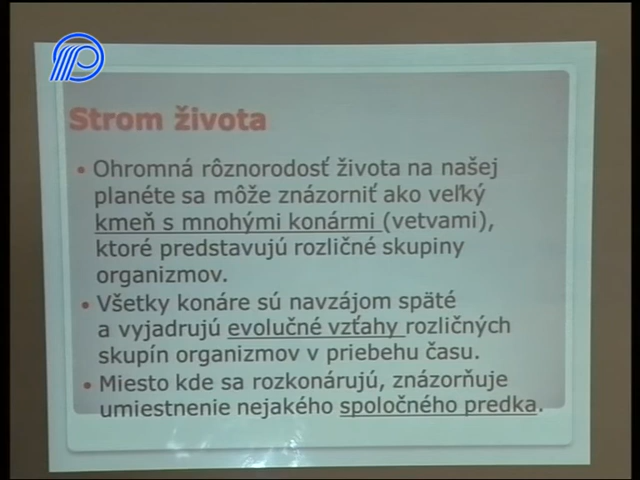 Strom života
• Ohromná rôznorodosť života na našej
planéte sa môže znázorniť ako veľký
kmeň s mnohými konármi (vetvami),
ktoré predstavujú rozličné skupiny
organizmov.
• Všetky konáre sú navzájom späté
a vyjadrujú evolučné vzťahy rozličných
skupín organizmov v priebehu času.
• Miesto kde sa rozkonárujú, znázorňuje
umiestnenie nejakého spoločného predka.